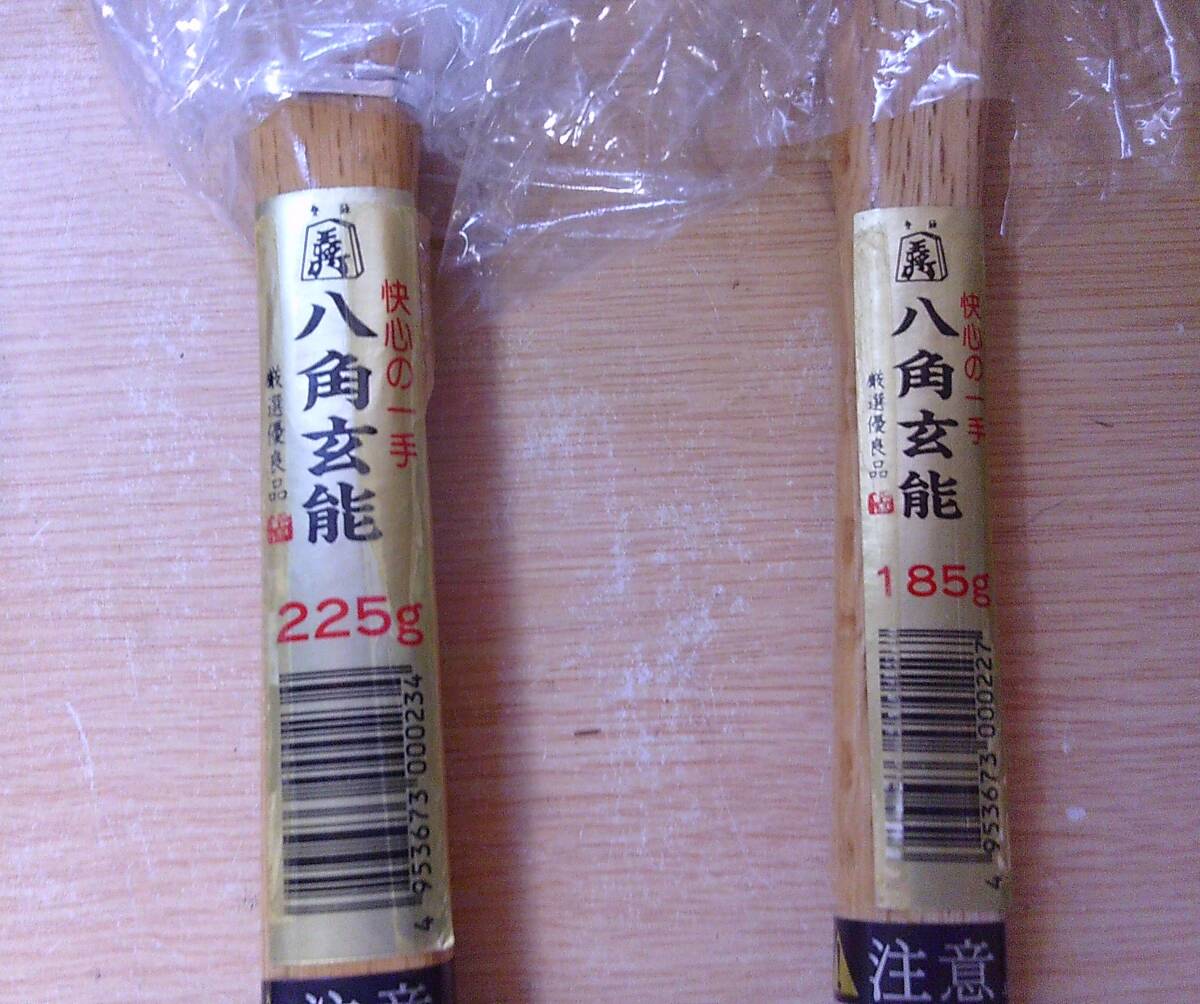 快心の一手
八角玄能
厳選優良品
225g
4 953673 000234
注意
快心の一手
八角玄能
厳選優良品
185g
4 953673 000227
注意